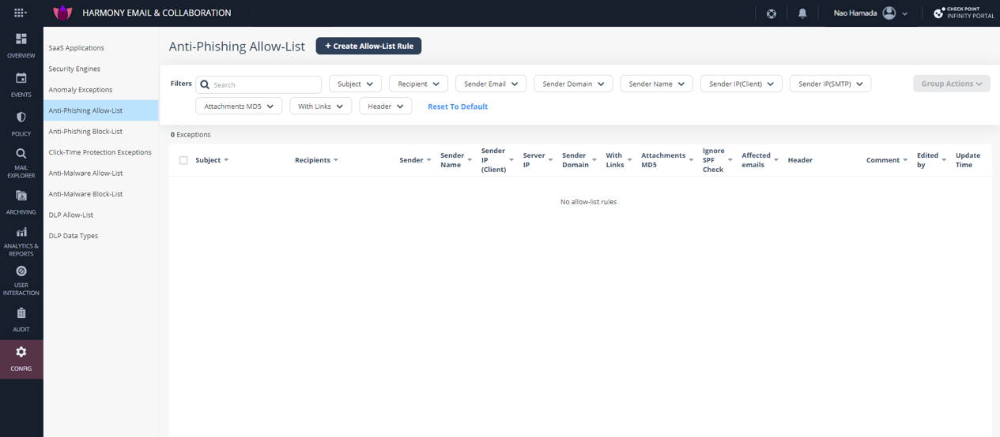 HARMONY EMAIL & COLLABORATION
Nao Hamada
CHECK POINT
INFINITY PORTAL
OVERVIEW
EVENTS
POLICY
MAIL
EXPLORER
ARCHIVING
ANALYTICS &
REPORTS
USER
INTERACTION
AUDIT
CONFIG
SaaS Applications
Security Engines
Anomaly Exceptions
Anti-Phishing Allow-List
Anti-Phishing Block-List
Click-Time Protection Exceptions
Anti-Malware Allow-List
Anti-Malware Block-List
DLP Allow-List
DLP Data Types
Anti-Phishing Allow-List + Create Allow-List Rule
Filters Search Subject Recipient Sender Email Sender Domain Sender Name Sender IP(Client) Sender IP(SMTP) Group Actions
Attachments MD5 With Links Header Reset To Default
0 Exceptions
Subject
Recipients
Sender
Sender
Name
Sender
IP
(Client)
Server
IP
Sender
Domain
With
Links
Attachments
MD5
Ignore
SPF
Check
Affected
emails
Header
Comment
Edited
by
Update
Time
No allow-list rules